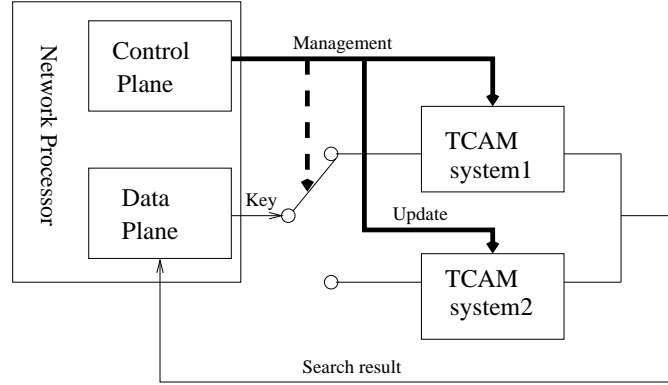 Network Processor
Control
Plane
Management
TCAM
system1
Data
Plane
Key
Update
TCAM
system2
Search result